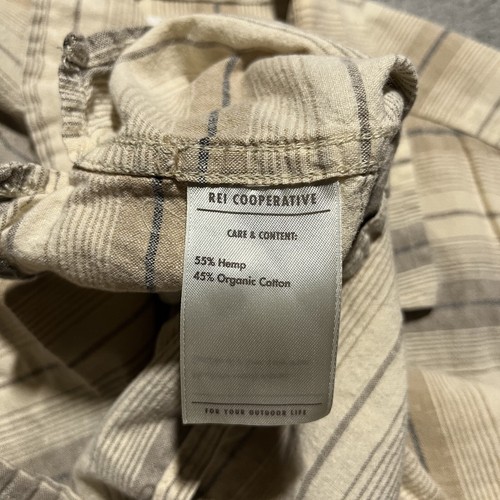 REI COOPERATIVE
CARE & CONTENT:
55% Hemp
45% Organic Cotton
FOR YOUR OUTDOOR LIFE